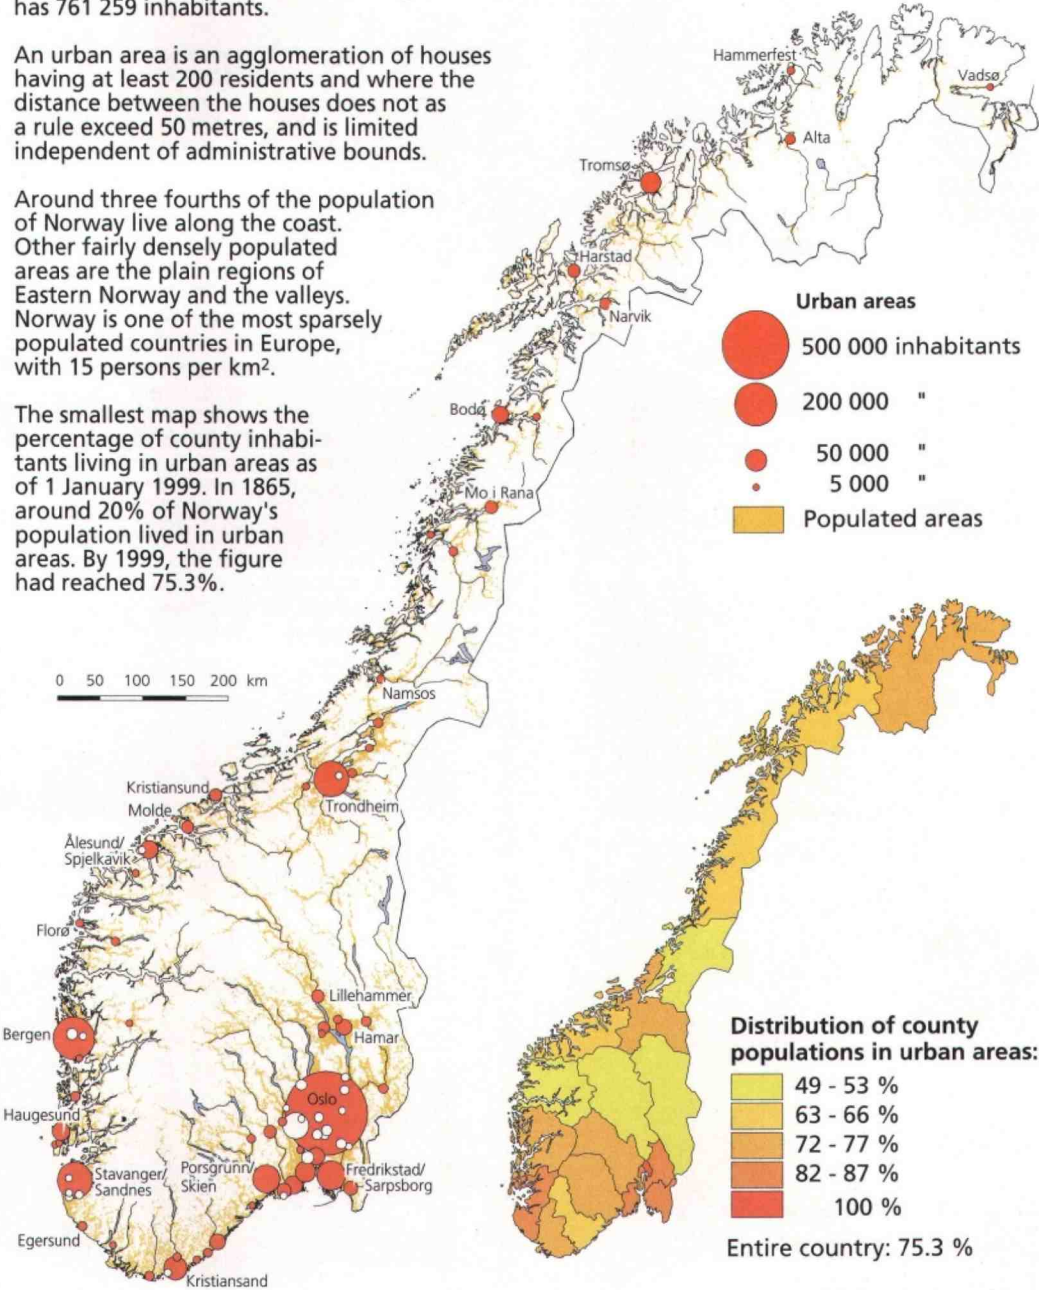 has 761 259 inhabitants.
An urban area is an agglomeration of houses
having at least 200 residents and where the
distance between the houses does not as
a rule exceed 50 metres, and is limited
independent of administrative bounds.
Around three fourths of the population
of Norway live along the coast.
Other fairly densely populated
areas are the plain regions of
Eastern Norway and the valleys.
Norway is one of the most sparsely
populated countries in Europe,
with 15 persons per km².
The smallest map shows the
percentage of county inhabi-
tants living in urban areas as
of 1 January 1999. In 1865,
around 20% of Norway's
population lived in urban
areas. By 1999, the figure
had reached 75.3%.
0 50 100 150 200 km
Hammerfest
Vadsø
Alta
Tromsø
Harstad
Narvik
Bodø
Mo i Rana
Namsos
Kristiansund
Trondheim
Molde
Ålesund/
Spjelkavik
Florø
Lillehammer
Bergen
Hamar
Oslo
Haugesund
Stavanger/
Sandnes
Porsgrunn/
Skien
Fredrikstad/
Sarpsborg
Egersund
Kristiansand
Urban areas
500 000 inhabitants
200 000 "
50 000 "
5 000 "
Populated areas
Distribution of county
populations in urban areas:
49 - 53 %
63 - 66 %
72 - 77 %
82 - 87 %
100 %
Entire country: 75.3 %